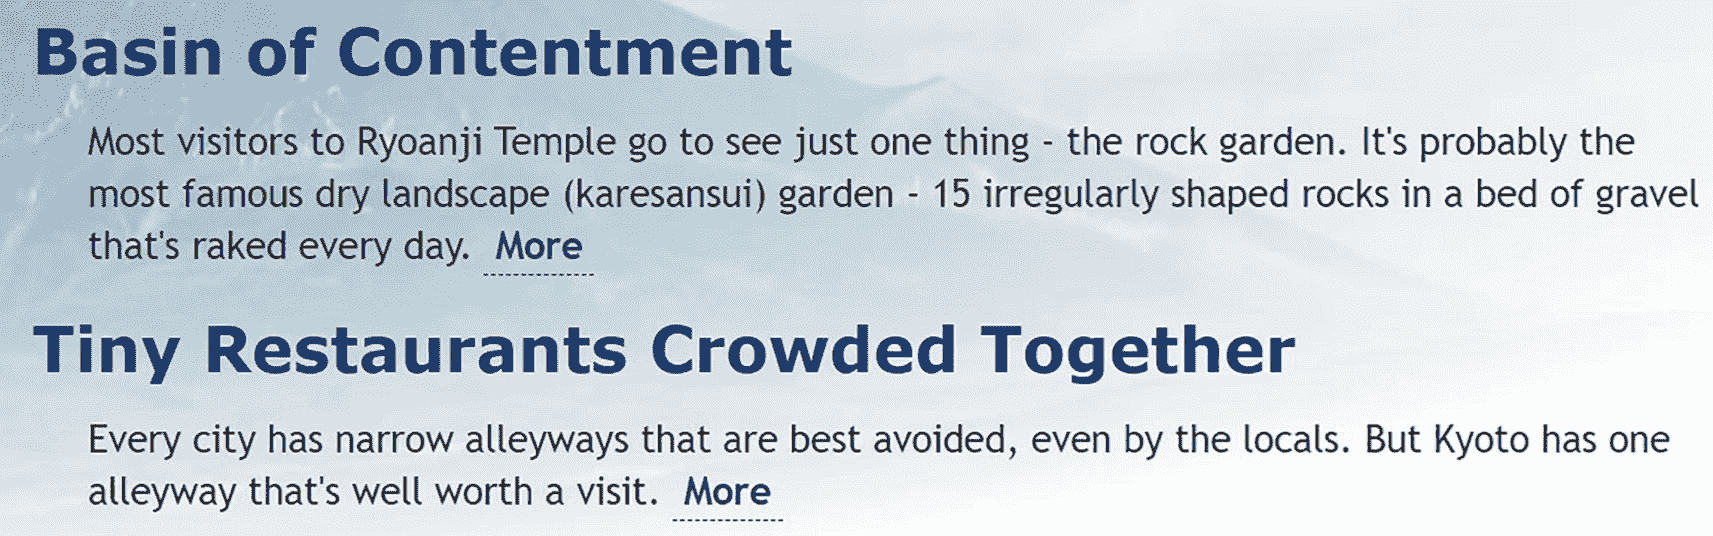 Basin of Contentment
Most visitors to Ryoanji Temple go to see just one thing - the rock garden. It's probably the
most famous dry landscape (karesansui) garden - 15 irregularly shaped rocks in a bed of gravel
that's raked every day. More
Tiny Restaurants Crowded Together
Every city has narrow alleyways that are best avoided, even by the locals. But Kyoto has one
alleyway that's well worth a visit. More